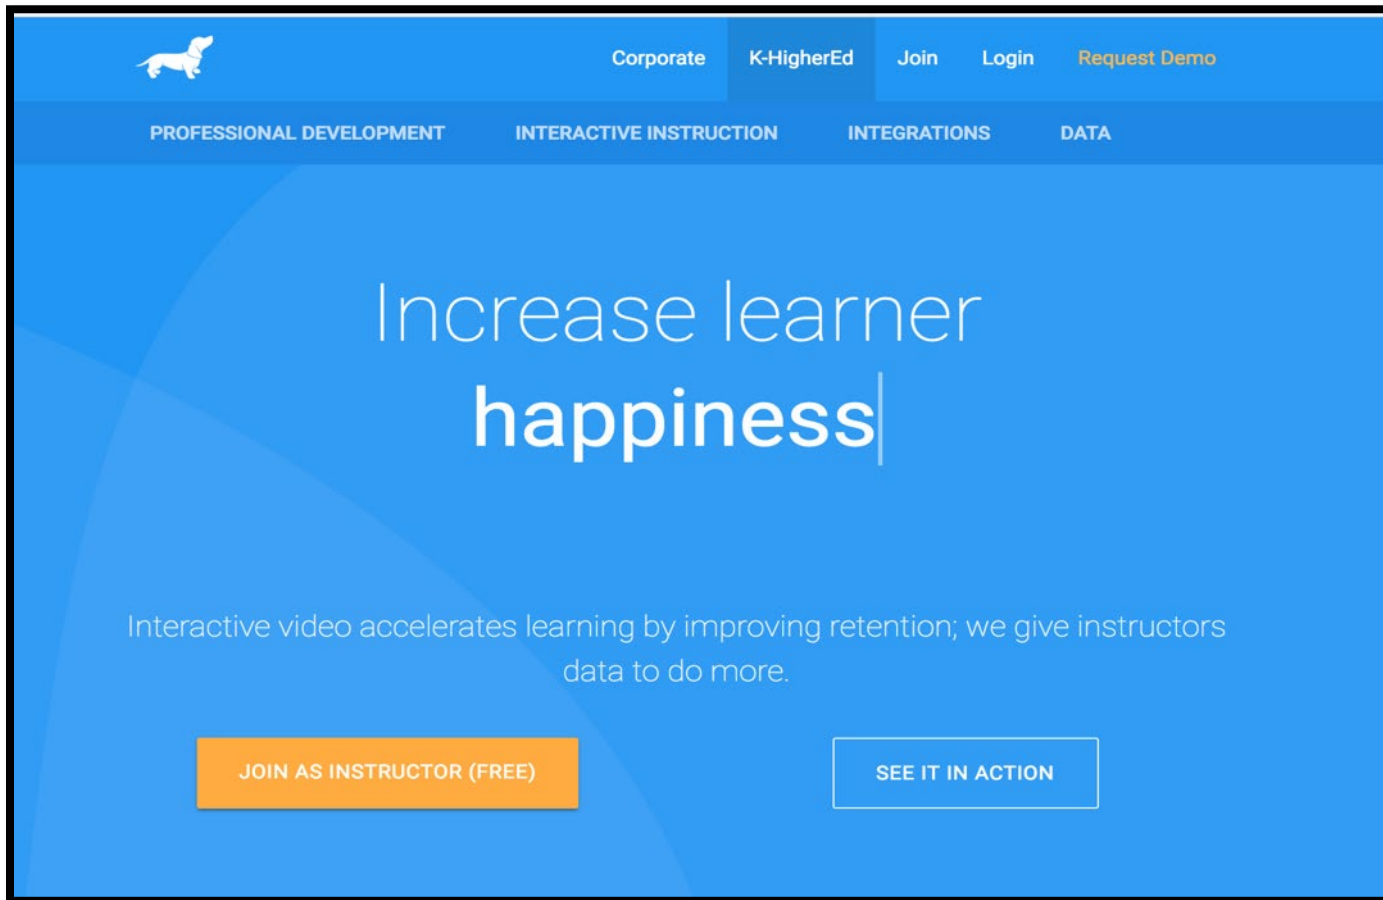 Corporate K-HigherEd Join Login Request Demo
PROFESSIONAL DEVELOPMENT INTERACTIVE INSTRUCTION INTEGRATIONS DATA
Increase learner
happiness
Interactive video accelerates learning by improving retention; we give instructors
data to do more.
JOIN AS INSTRUCTOR (FREE) SEE IT IN ACTION